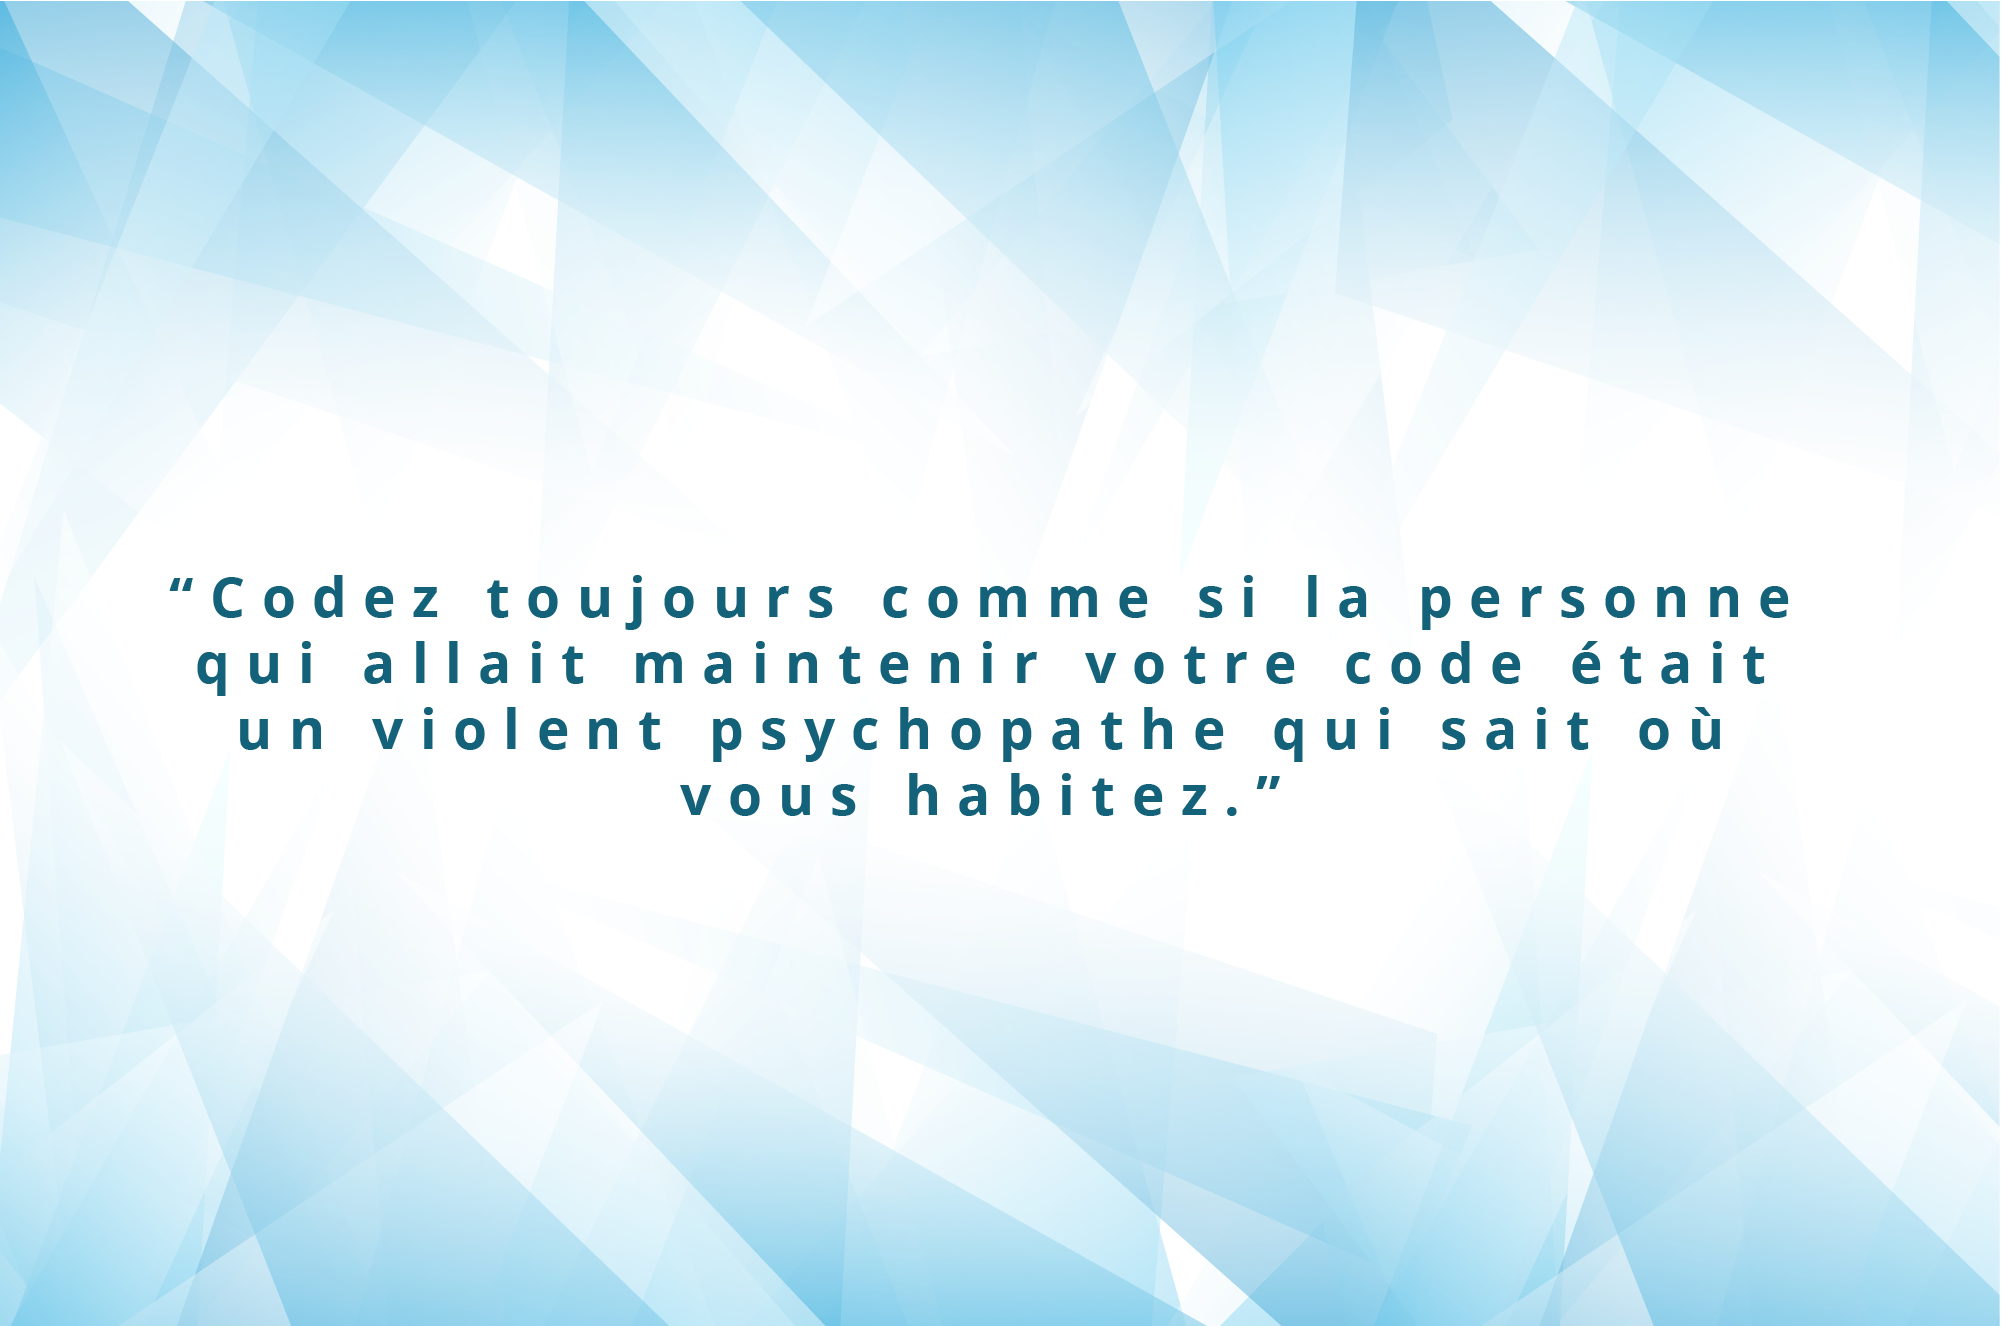 “Codez toujours comme si la personne
qui allait maintenir votre code était
un violent psychopathe qui sait où
vous habitez.”